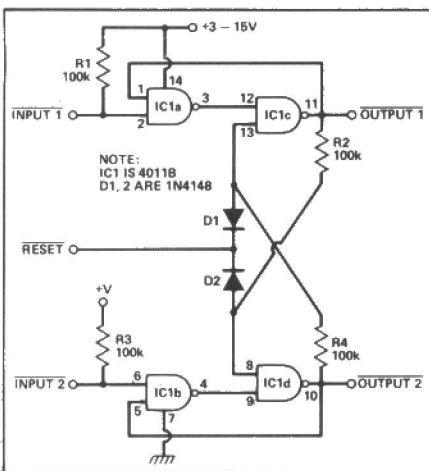 +3 – 15V
R1
100k
14
1
IC1a
3
12
IC1c
11
INPUT 1
2
13
OUTPUT 1
R2
100k
NOTE:
IC1 IS 4011B
D1, 2 ARE 1N4148
D1
RESET
D2
+V
R3
100k
R4
100k
INPUT 2
6
IC1b
4
8
IC1d
10
OUTPUT 2
5
7
9